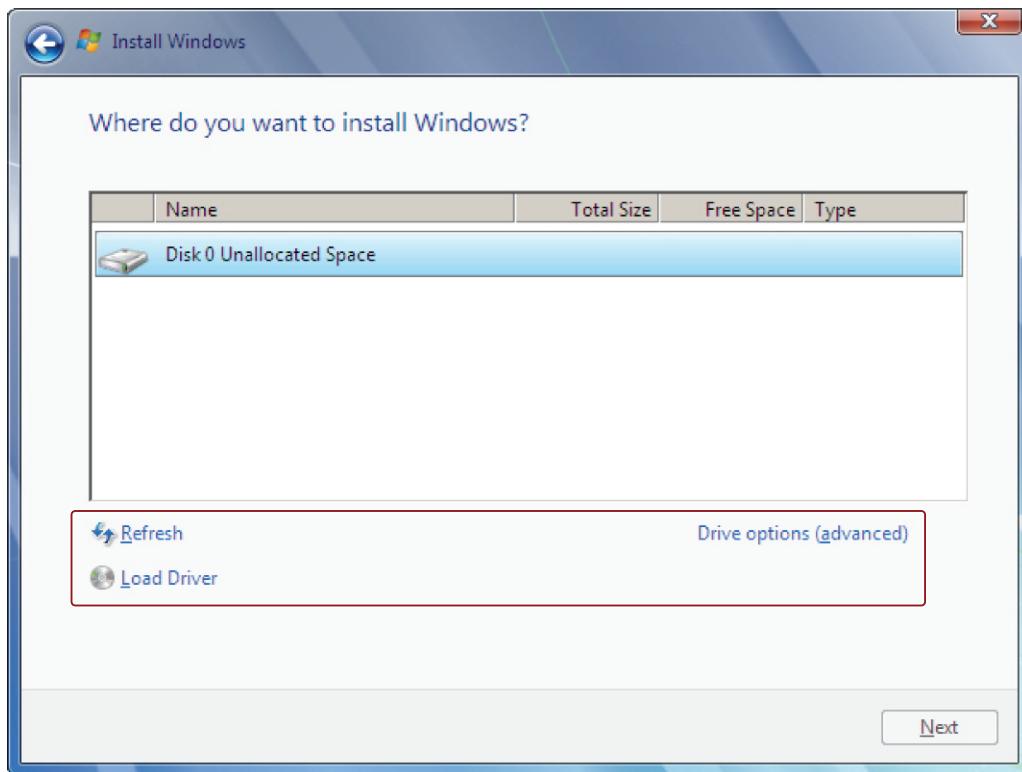 Install Windows
Where do you want to install Windows?
Name Total Size Free Space Type
Disk 0 Unallocated Space
Refresh Drive options (advanced)
Load Driver
Next